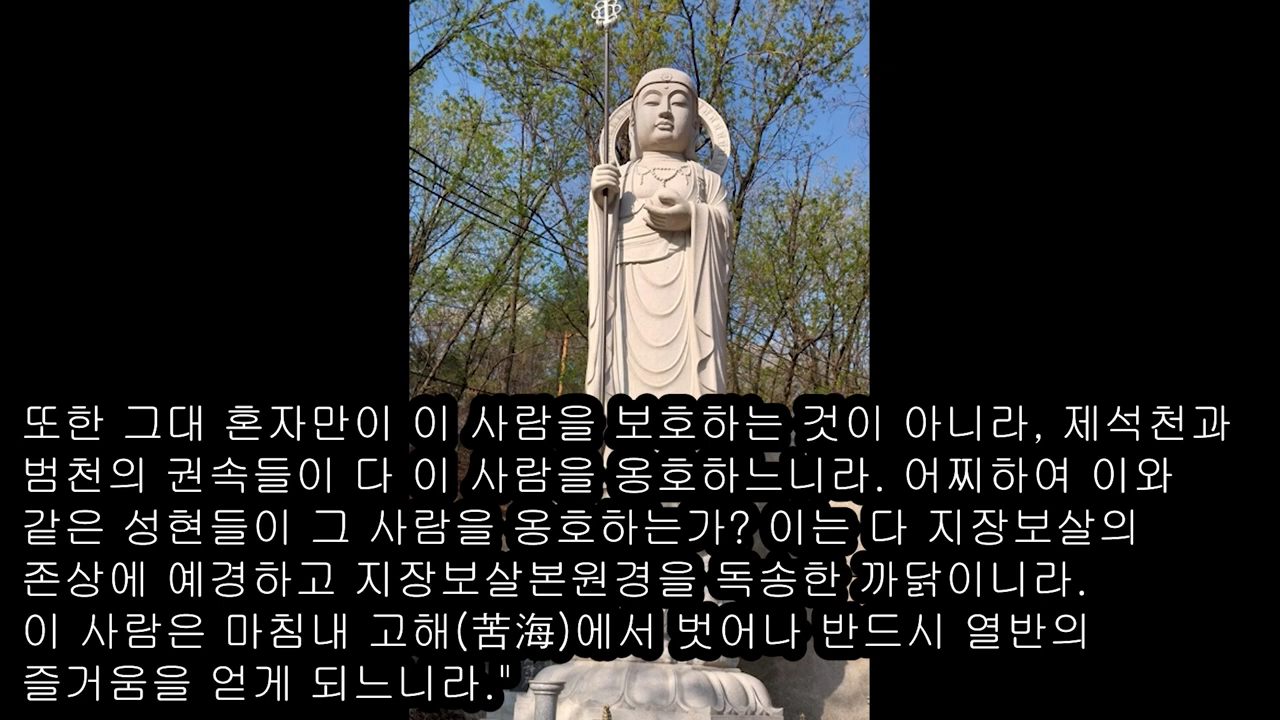 또한 그대 혼자만이 이 사람을 보호하는 것이 아니라, 제석천과
범천의 권속들이 다 이 사람을 옹호하느니라. 어찌하여 이와
같은 성현들이 그 사람을 옹호하는가? 이는 다 지장보살의
존상에 예경하고 지장보살본원경을 독송한 까닭이니라.
이 사람은 마침내 고해(苦海)에서 벗어나 반드시 열반의
즐거움을 얻게 되느니라."